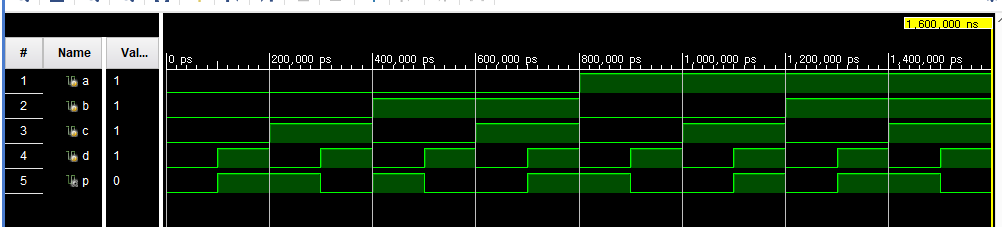 1,600,000 ns
# Name Val...
0 ps 200,000 ps 400,000 ps 600,000 ps 800,000 ps 1,000,000 ps 1,200,000 ps 1,400,000 ps
1 a 1
2 b 1
3 c 1
4 d 1
5 p 0